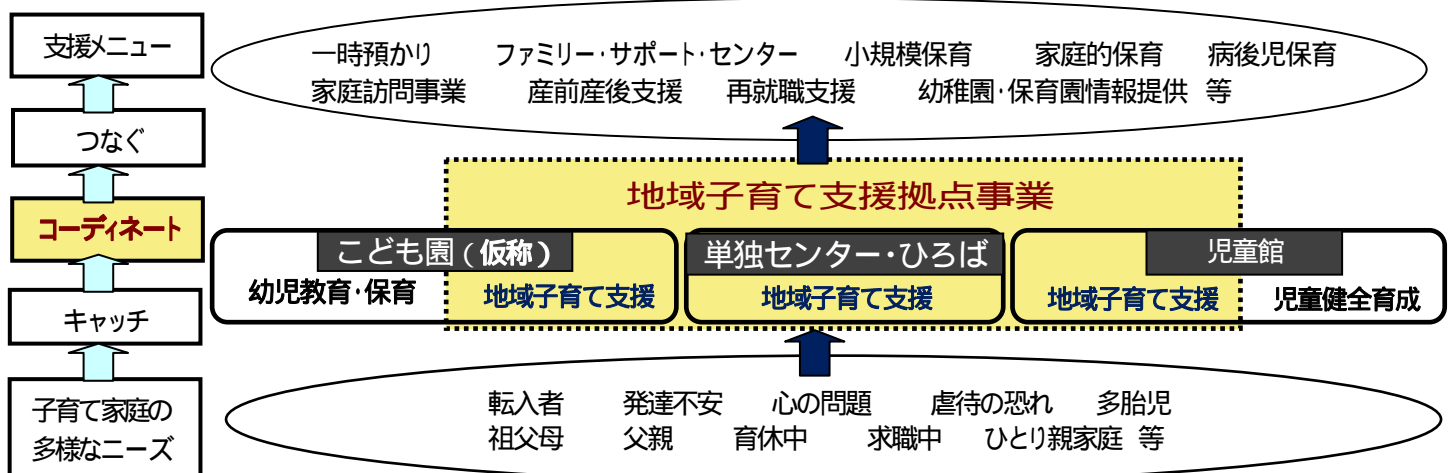 支援メニュー
つなぐ
コーディネート
キャッチ
子育て家庭の
多様なニーズ
一時預かり ファミリー・サポート・センター 小規模保育 家庭的保育 病後児保育
家庭訪問事業 産前産後支援 再就職支援 幼稚園・保育園情報提供 等
地域子育て支援拠点事業
こども園(仮称)
幼児教育・保育 地域子育て支援
単独センター・ひろば
地域子育て支援
児童館
地域子育て支援 児童健全育成
転入者 発達不安 心の問題 虐待の恐れ 多胎児
祖父母 父親 育休中 求職中 ひとり親家庭 等